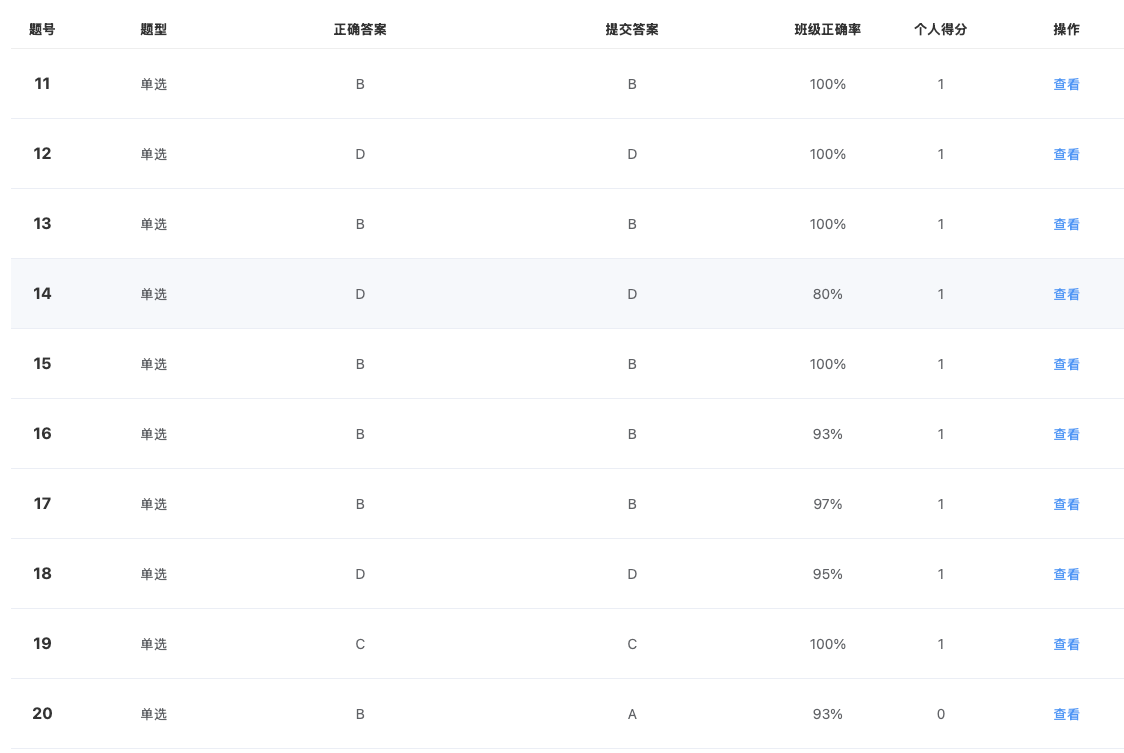 题号 题型 正确答案 提交答案 班级正确率 个人得分 操作
11 单选 B B 100% 1 查看
12 单选 D D 100% 1 查看
13 单选 B B 100% 1 查看
14 单选 D D 80% 1 查看
15 单选 B B 100% 1 查看
16 单选 B B 93% 1 查看
17 单选 B B 97% 1 查看
18 单选 D D 95% 1 查看
19 单选 C C 100% 1 查看
20 单选 B A 93% 0 查看